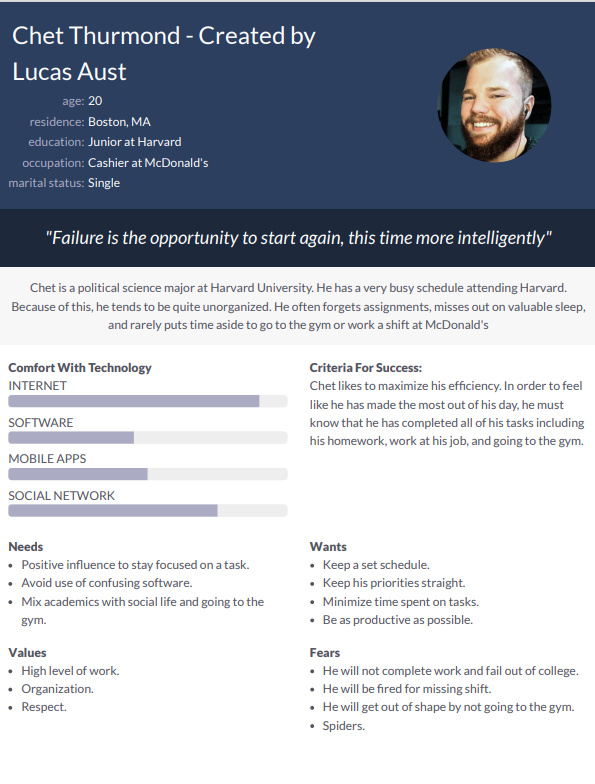 Chet Thurmond - Created by
Lucas Aust
age: 20
residence: Boston, MA
education: Junior at Harvard
occupation: Cashier at McDonald's
marital status: Single
"Failure is the opportunity to start again, this time more intelligently"
Chet is a political science major at Harvard University. He has a very busy schedule attending Harvard.
Because of this, he tends to be quite unorganized. He often forgets assignments, misses out on valuable sleep,
and rarely puts time aside to go to the gym or work a shift at McDonald's
Comfort With Technology
INTERNET
SOFTWARE
MOBILE APPS
SOCIAL NETWORK
Criteria For Success:
Chet likes to maximize his efficiency. In order to feel
like he has made the most out of his day, he must
know that he has completed all of his tasks including
his homework, work at his job, and going to the gym.
Needs
• Positive influence to stay focused on a task.
• Avoid use of confusing software.
• Mix academics with social life and going to the
gym.
Wants
• Keep a set schedule.
• Keep his priorities straight.
• Minimize time spent on tasks.
• Be as productive as possible.
Values
• High level of work.
• Organization.
• Respect.
Fears
• He will not complete work and fail out of college.
• He will be fired for missing shift.
• He will get out of shape by not going to the gym.
• Spiders.